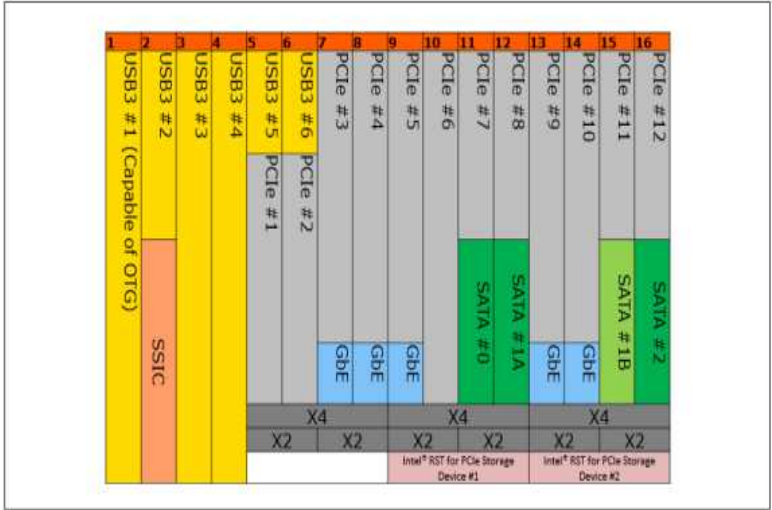 1 2 3 4 5 6 7 8 9 10 11 12 13 14 15 16
USB3 #1 (Capable of OTG)
USB3 #2
SSIC
USB3 #3
USB3 #4
USB3 #5
PCIe #1
USB3 #6
PCIe #2
PCIe #3
GbE
PCIe #4
GbE
PCIe #5
GbE
PCIe #6
PCIe #7
SATA #0
PCIe #8
SATA #1A
PCIe #9
GbE
PCIe #10
GbE
PCIe #11
SATA #1B
PCIe #12
SATA #2
X4 X4 X4
X2 X2 X2 X2 X2 X2
Intel® RST for PCIe Storage
Device #1
Intel® RST for PCIe Storage
Device #2